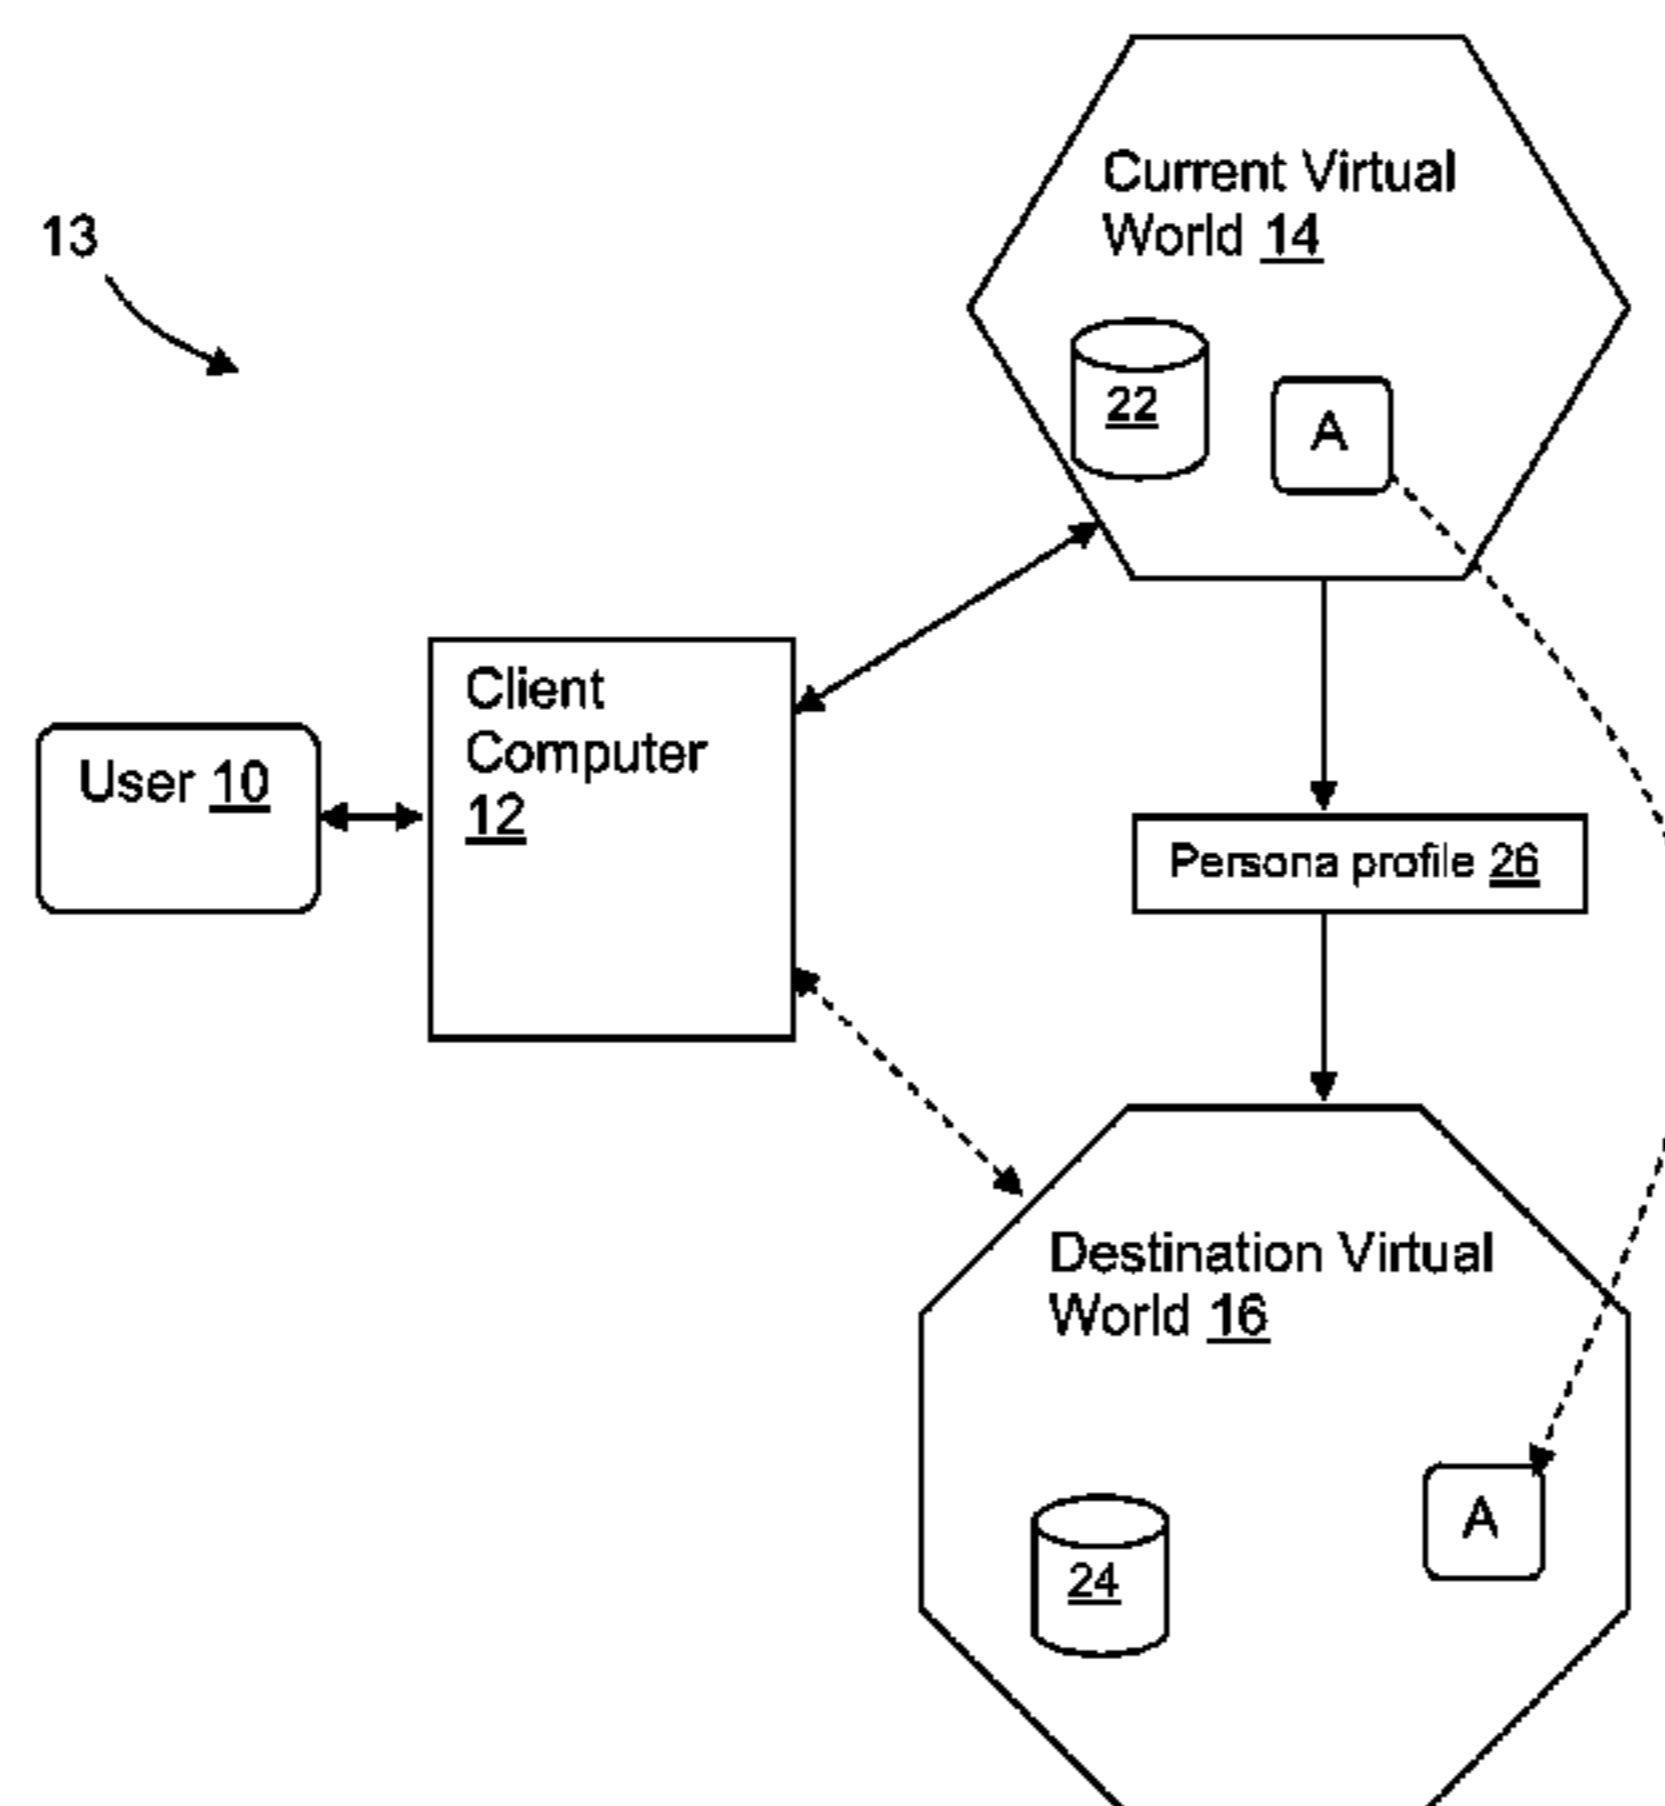 Current Virtual
World 14
13
22
A
Client
Computer
12
User 10
Persona profile 26
Destination Virtual
World 16
A
24